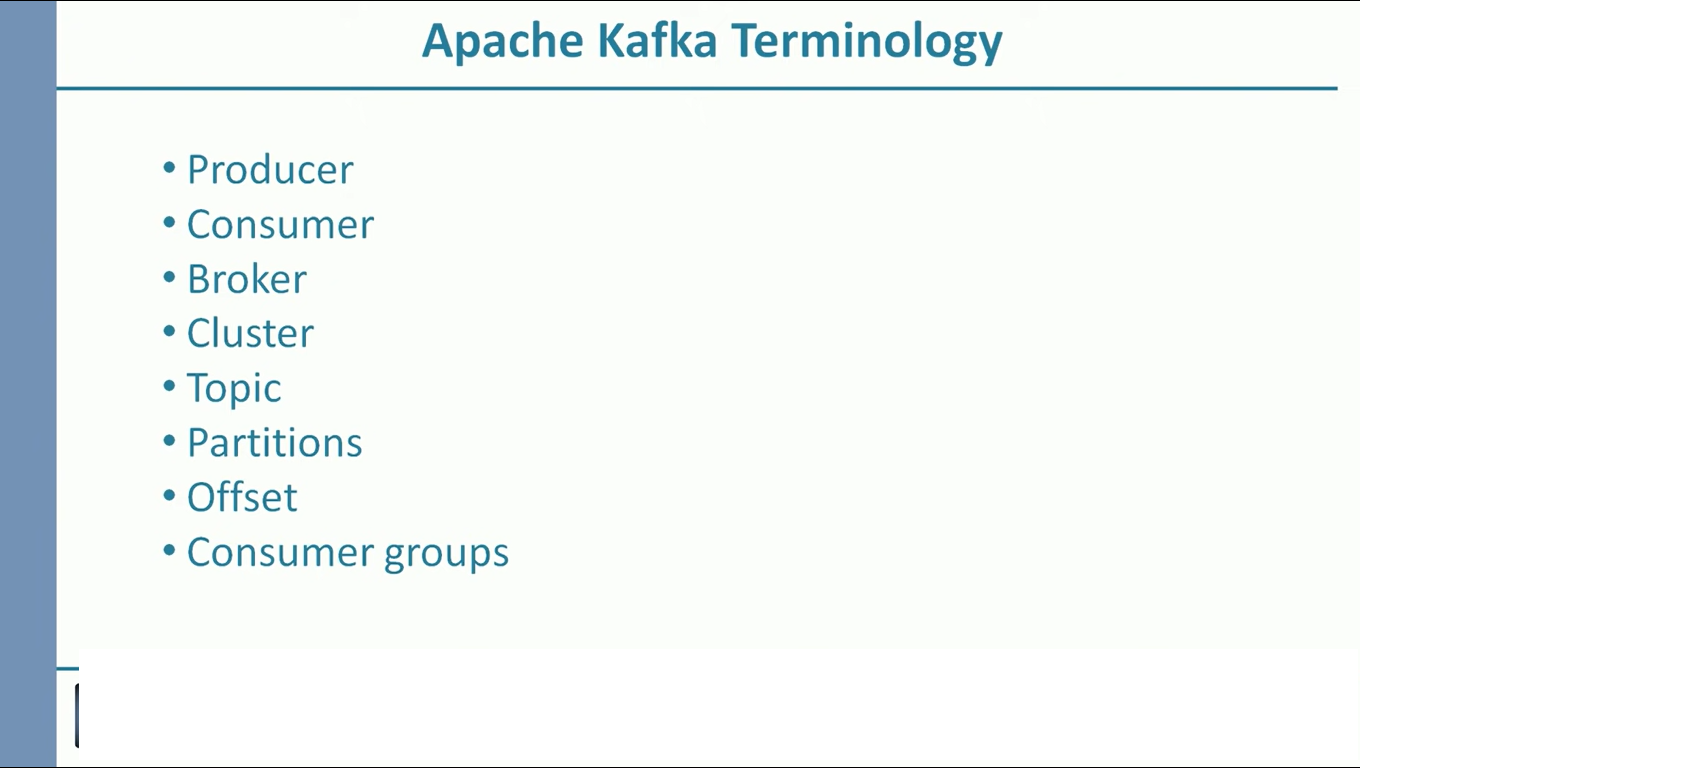 Apache Kafka Terminology
• Producer
• Consumer
• Broker
• Cluster
• Topic
• Partitions
• Offset
• Consumer groups